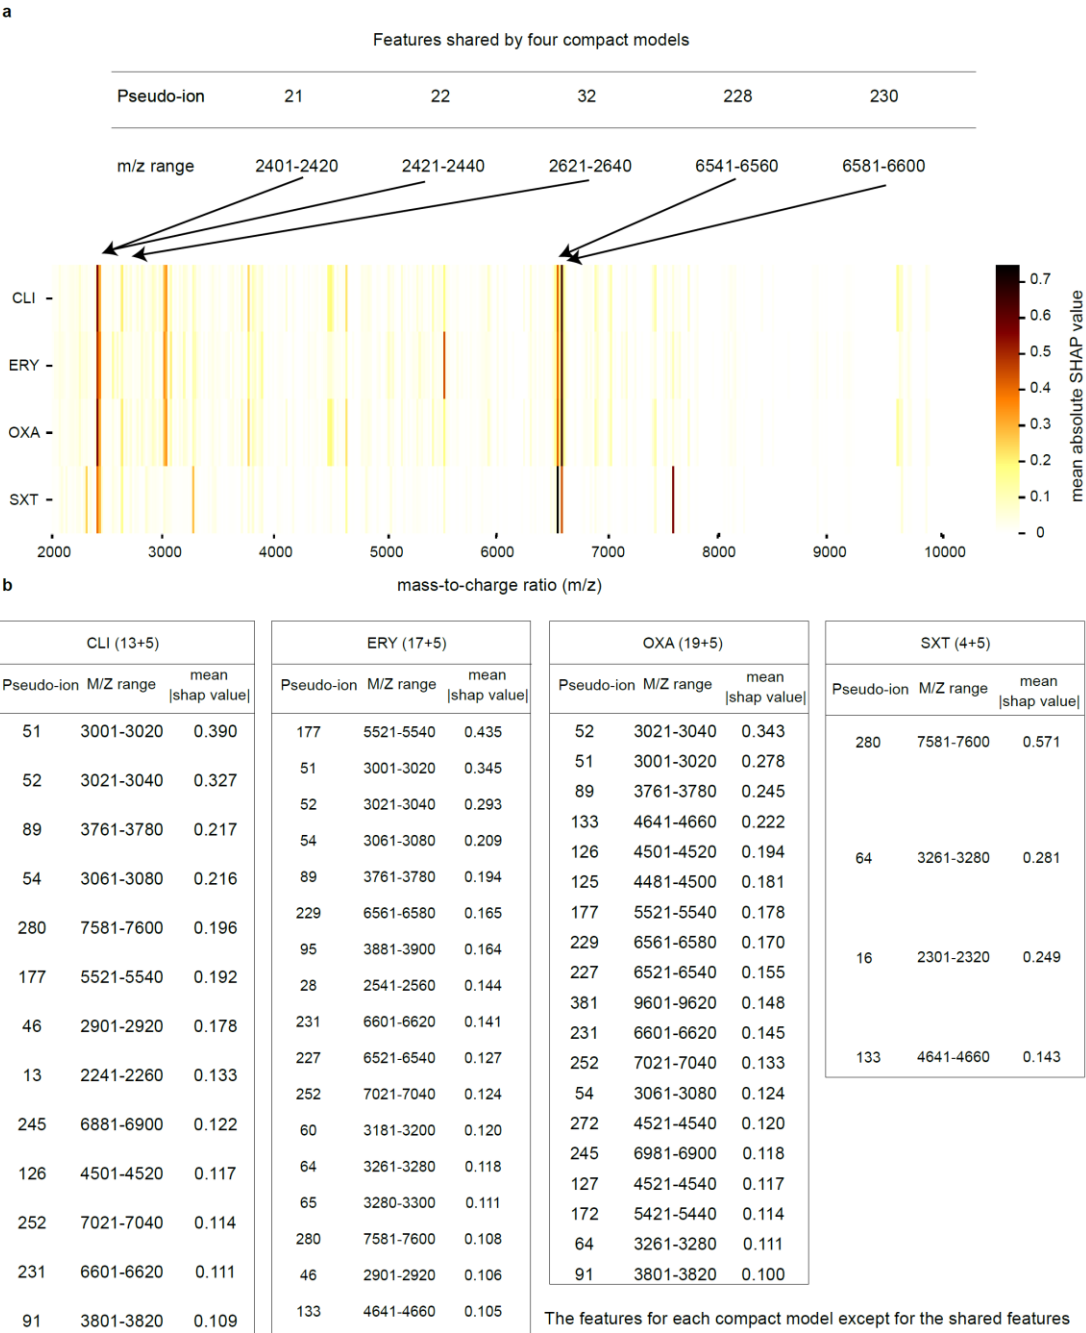 a
Features shared by four compact models
Pseudo-ion 21 22 32 228 230
m/z range 2401-2420 2421-2440 2621-2640 6541-6560 6581-6600
CLI
ERY
OXA
SXT
2000 3000 4000 5000 6000 7000 8000 9000 10000
mass-to-charge ratio (m/z)
0.7
0.6
0.5
0.4
0.3
0.2
0.1
0
mean absolute SHAP value
b
CLI (13+5)
Pseudo-ion M/Z range mean |shap value|
51 3001-3020 0.390
52 3021-3040 0.327
89 3761-3780 0.217
54 3061-3080 0.216
280 7581-7600 0.196
177 5521-5540 0.192
46 2901-2920 0.178
13 2241-2260 0.133
245 6881-6900 0.122
126 4501-4520 0.117
252 7021-7040 0.114
231 6601-6620 0.111
91 3801-3820 0.109
ERY (17+5)
Pseudo-ion M/Z range mean |shap value|
177 5521-5540 0.435
51 3001-3020 0.345
52 3021-3040 0.293
54 3061-3080 0.209
89 3761-3780 0.194
229 6561-6580 0.165
95 3881-3900 0.164
28 2541-2560 0.144
231 6601-6620 0.141
227 6521-6540 0.127
252 7021-7040 0.124
60 3181-3200 0.120
64 3261-3280 0.118
65 3280-3300 0.111
280 7581-7600 0.108
46 2901-2920 0.106
133 4641-4660 0.105
OXA (19+5)
Pseudo-ion M/Z range mean |shap value|
52 3021-3040 0.343
51 3001-3020 0.278
89 3761-3780 0.245
133 4641-4660 0.222
126 4501-4520 0.194
125 4481-4500 0.181
177 5521-5540 0.178
229 6561-6580 0.170
227 6521-6540 0.155
381 9601-9620 0.148
231 6601-6620 0.145
252 7021-7040 0.133
54 3061-3080 0.124
272 4521-4540 0.120
245 6981-6900 0.118
127 4521-4540 0.117
172 5421-5440 0.114
64 3261-3280 0.111
91 3801-3820 0.100
SXT (4+5)
Pseudo-ion M/Z range mean |shap value|
280 7581-7600 0.571
64 3261-3280 0.281
16 2301-2320 0.249
133 4641-4660 0.143
The features for each compact model except for the shared features